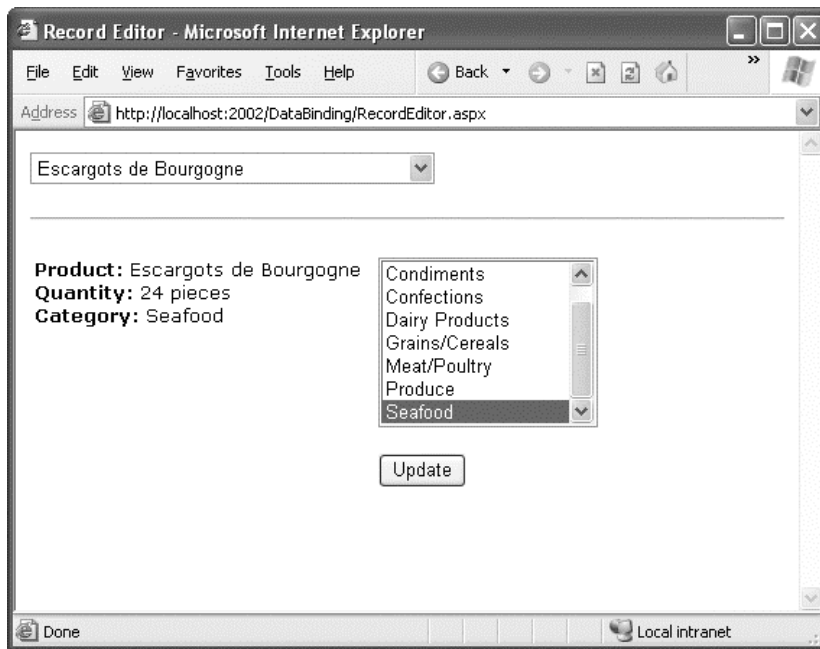 Record Editor - Microsoft Internet Explorer
File Edit View Favorites Tools Help Back »
Address http://localhost:2002/DataBinding/RecordEditor.aspx
Escargots de Bourgogne
Product: Escargots de Bourgogne
Quantity: 24 pieces
Category: Seafood
Condiments
Confections
Dairy Products
Grains/Cereals
Meat/Poultry
Produce
Seafood
Update
Done Local intranet